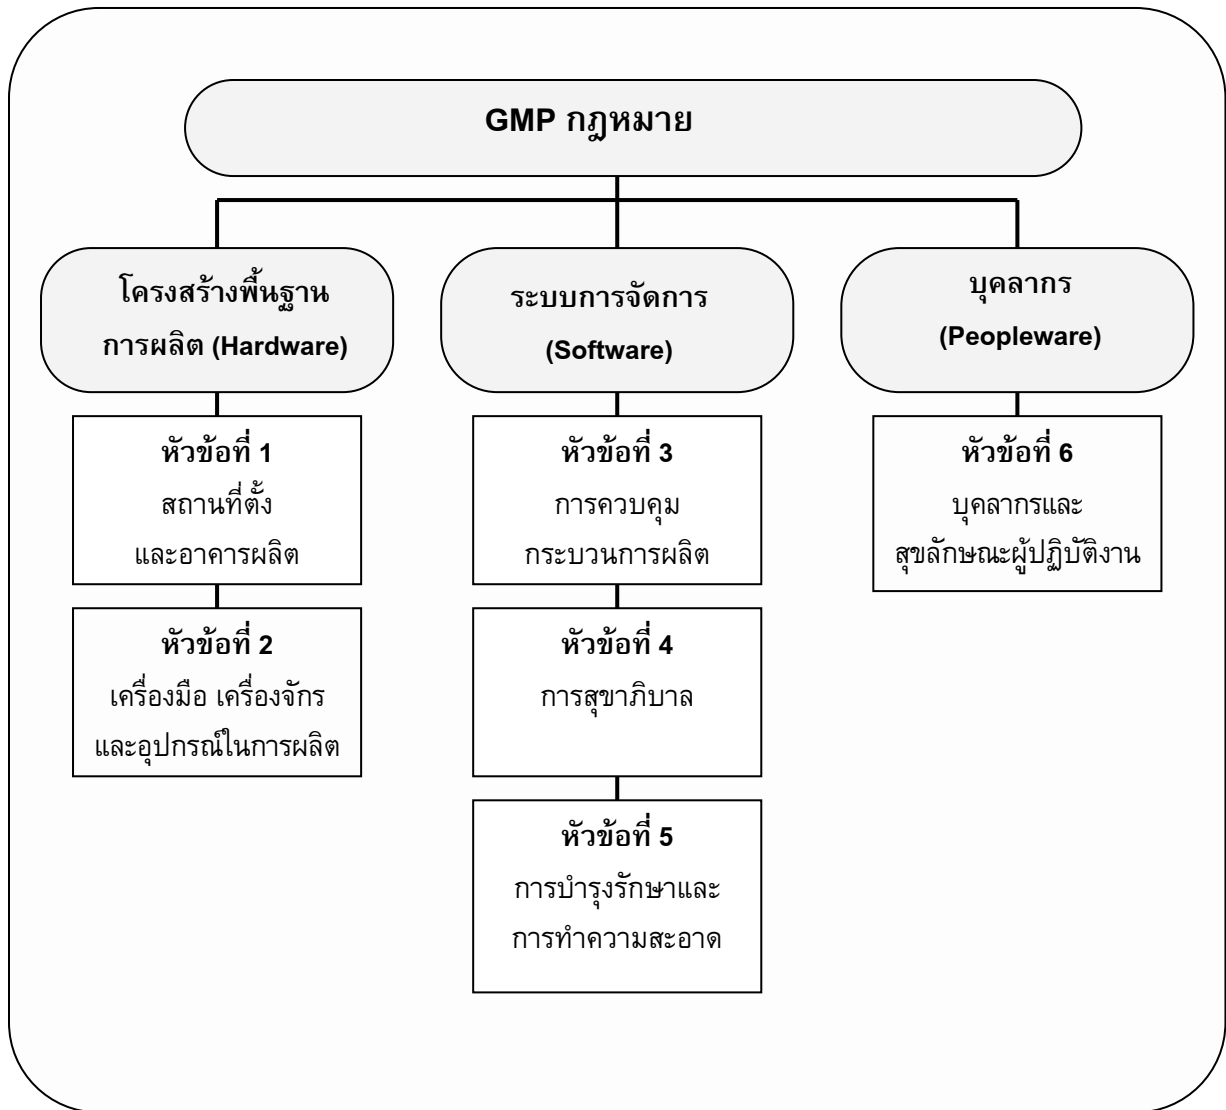 GMP กฎหมาย
โครงสร้างพื้นฐาน
การผลิต (Hardware)
ระบบการจัดการ
(Software)
บุคลากร
(Peopleware)
หัวข้อที่ 1
สถานที่ตั้ง
และอาคารผลิต
หัวข้อที่ 2
เครื่องมือ เครื่องจักร
และอุปกรณ์ในการผลิต
หัวข้อที่ 3
การควบคุม
กระบวนการผลิต
หัวข้อที่ 4
การสุขาภิบาล
หัวข้อที่ 5
การบำรุงรักษาและ
การทำความสะอาด
หัวข้อที่ 6
บุคลากรและ
สุขลักษณะผู้ปฏิบัติงาน